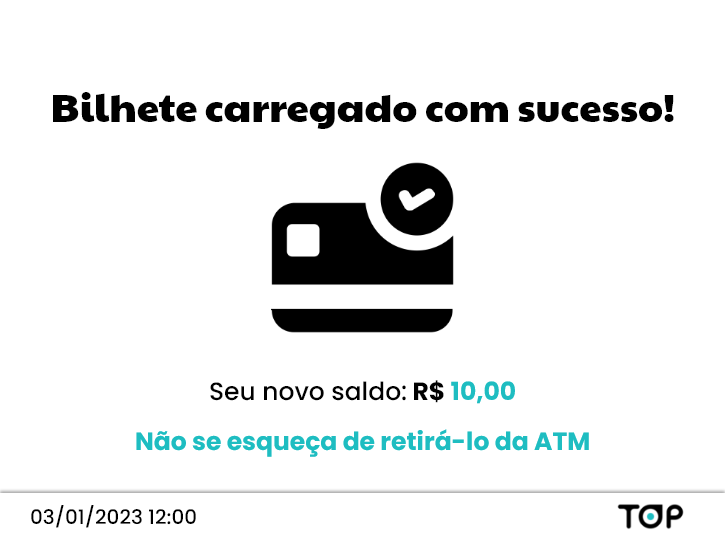 Bilhete carregado com sucesso!
Seu novo saldo: R$ 10,00
Não se esqueça de retirá-lo da ATM
03/01/2023 12:00
TOP